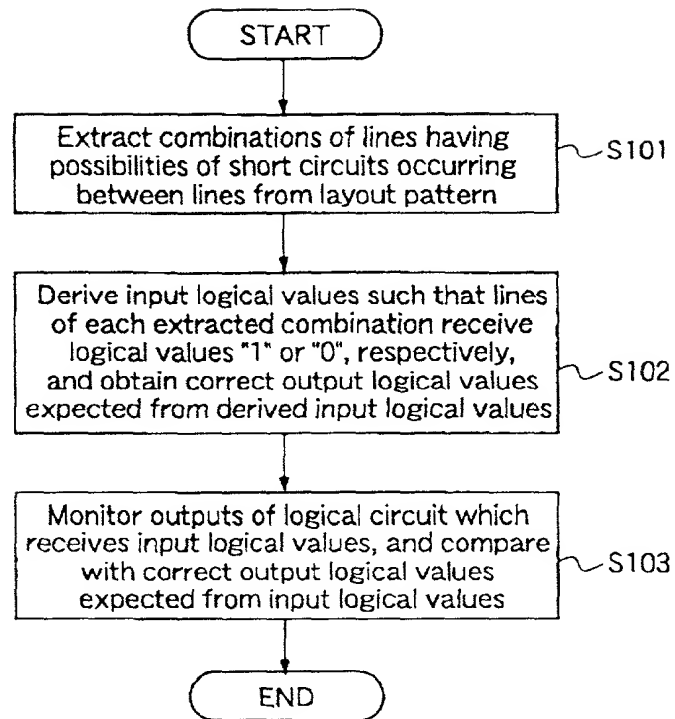 START
Extract combinations of lines having
possibilities of short circuits occurring
between lines from layout pattern
S101
Derive input logical values such that lines
of each extracted combination receive
logical values "1" or "0", respectively,
and obtain correct output logical values
expected from derived input logical values
S102
Monitor outputs of logical circuit which
receives input logical values, and compare
with correct output logical values
expected from input logical values
S103
END